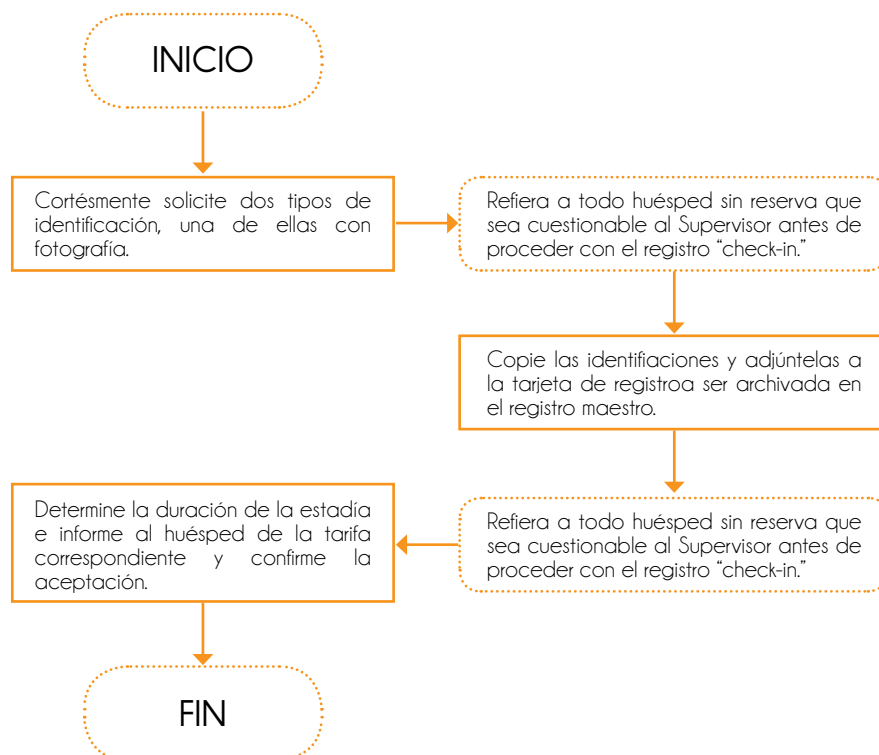 INICIO
Cortésmente solicite dos tipos de
identificación, una de ellas con
fotografía.
Refiera a todo huésped sin reserva que
sea cuestionable al Supervisor antes de
proceder con el registro “check-in.”
Copie las identifiaciones y adjúntelas a
la tarjeta de registroa ser archivada en
el registro maestro.
Refiera a todo huésped sin reserva que
sea cuestionable al Supervisor antes de
proceder con el registro “check-in.”
Determine la duración de la estadía
e informe al huésped de la tarifa
correspondiente y confirme la
aceptación.
FIN